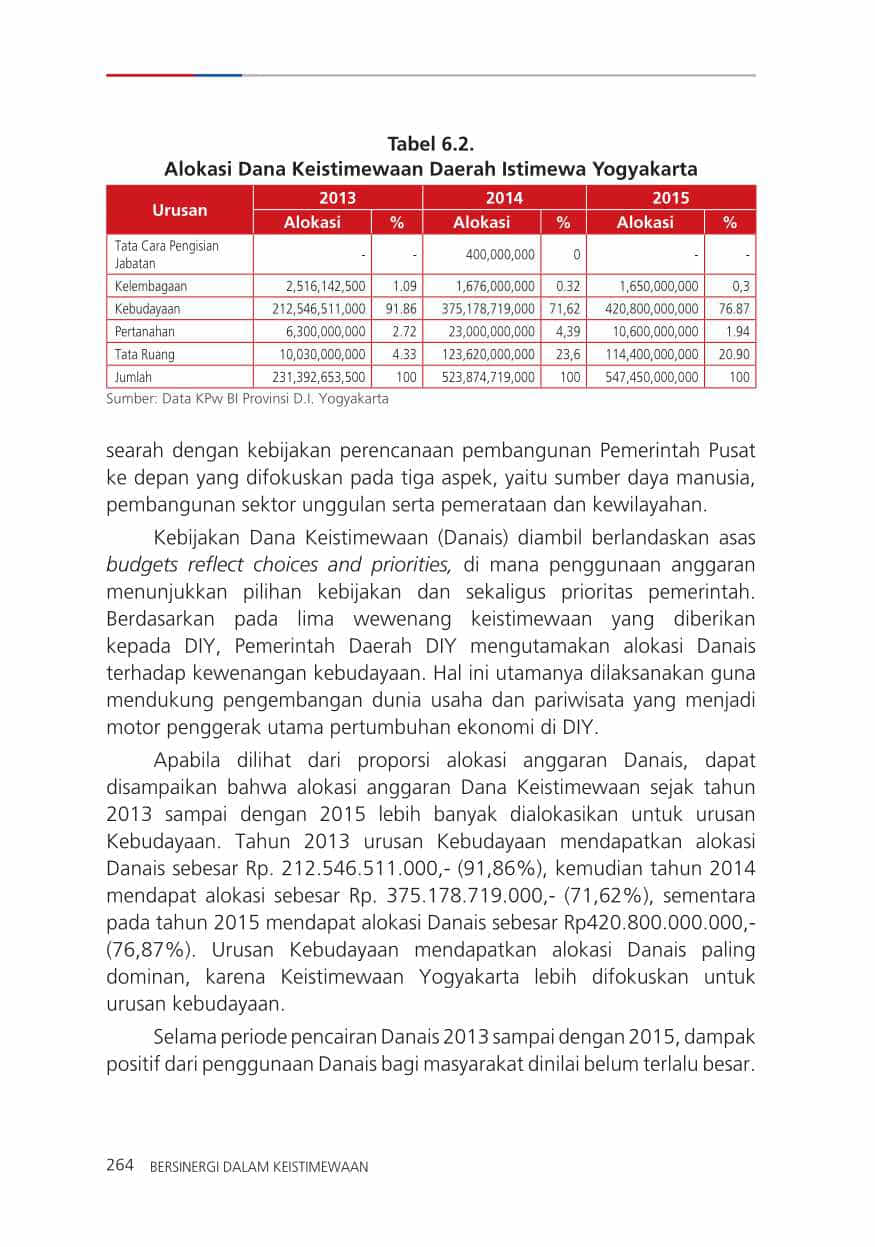 Tabel 6.2.
Alokasi Dana Keistimewaan Daerah Istimewa Yogyakarta
Urusan 2013 2014 2015
Alokasi % Alokasi % Alokasi %
Tata Cara Pengisian
Jabatan - - 400,000,000 0 - -
Kelembagaan 2,516,142,500 1.09 1,676,000,000 0.32 1,650,000,000 0,3
Kebudayaan 212,546,511,000 91.86 375,178,719,000 71,62 420,800,000,000 76.87
Pertanahan 6,300,000,000 2.72 23,000,000,000 4,39 10,600,000,000 1.94
Tata Ruang 10,030,000,000 4.33 123,620,000,000 23,6 114,400,000,000 20.90
Jumlah 231,392,653,500 100 523,874,719,000 100 547,450,000,000 100
Sumber: Data KPw BI Provinsi D.I. Yogyakarta
searah dengan kebijakan perencanaan pembangunan Pemerintah Pusat
ke depan yang difokuskan pada tiga aspek, yaitu sumber daya manusia,
pembangunan sektor unggulan serta pemerataan dan kewilayahan.
Kebijakan Dana Keistimewaan (Danais) diambil berlandaskan asas
budgets reflect choices and priorities, di mana penggunaan anggaran
menunjukkan pilihan kebijakan dan sekaligus prioritas pemerintah.
Berdasarkan pada lima wewenang keistimewaan yang diberikan
kepada DIY, Pemerintah Daerah DIY mengutamakan alokasi Danais
terhadap kewenangan kebudayaan. Hal ini utamanya dilaksanakan guna
mendukung pengembangan dunia usaha dan pariwisata yang menjadi
motor penggerak utama pertumbuhan ekonomi di DIY.
Apabila dilihat dari proporsi alokasi anggaran Danais, dapat
disampaikan bahwa alokasi anggaran Dana Keistimewaan sejak tahun
2013 sampai dengan 2015 lebih banyak dialokasikan untuk urusan
Kebudayaan. Tahun 2013 urusan Kebudayaan mendapatkan alokasi
Danais sebesar Rp. 212.546.511.000,- (91,86%), kemudian tahun 2014
mendapat alokasi sebesar Rp. 375.178.719.000,- (71,62%), sementara
pada tahun 2015 mendapat alokasi Danais sebesar Rp420.800.000.000,-
(76,87%). Urusan Kebudayaan mendapatkan alokasi Danais paling
dominan, karena Keistimewaan Yogyakarta lebih difokuskan untuk
urusan kebudayaan.
Selama periode pencairan Danais 2013 sampai dengan 2015, dampak
positif dari penggunaan Danais bagi masyarakat dinilai belum terlalu besar.
264 BERSINERGI DALAM KEISTIMEWAAN